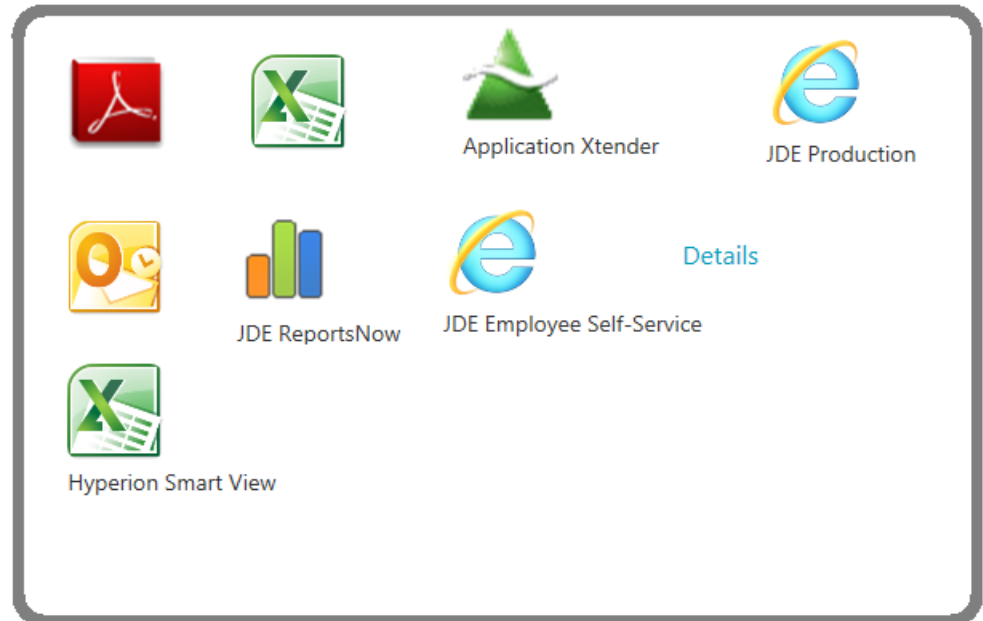 Application Xtender
JDE Production
JDE ReportsNow
JDE Employee Self-Service
Details
Hyperion Smart View